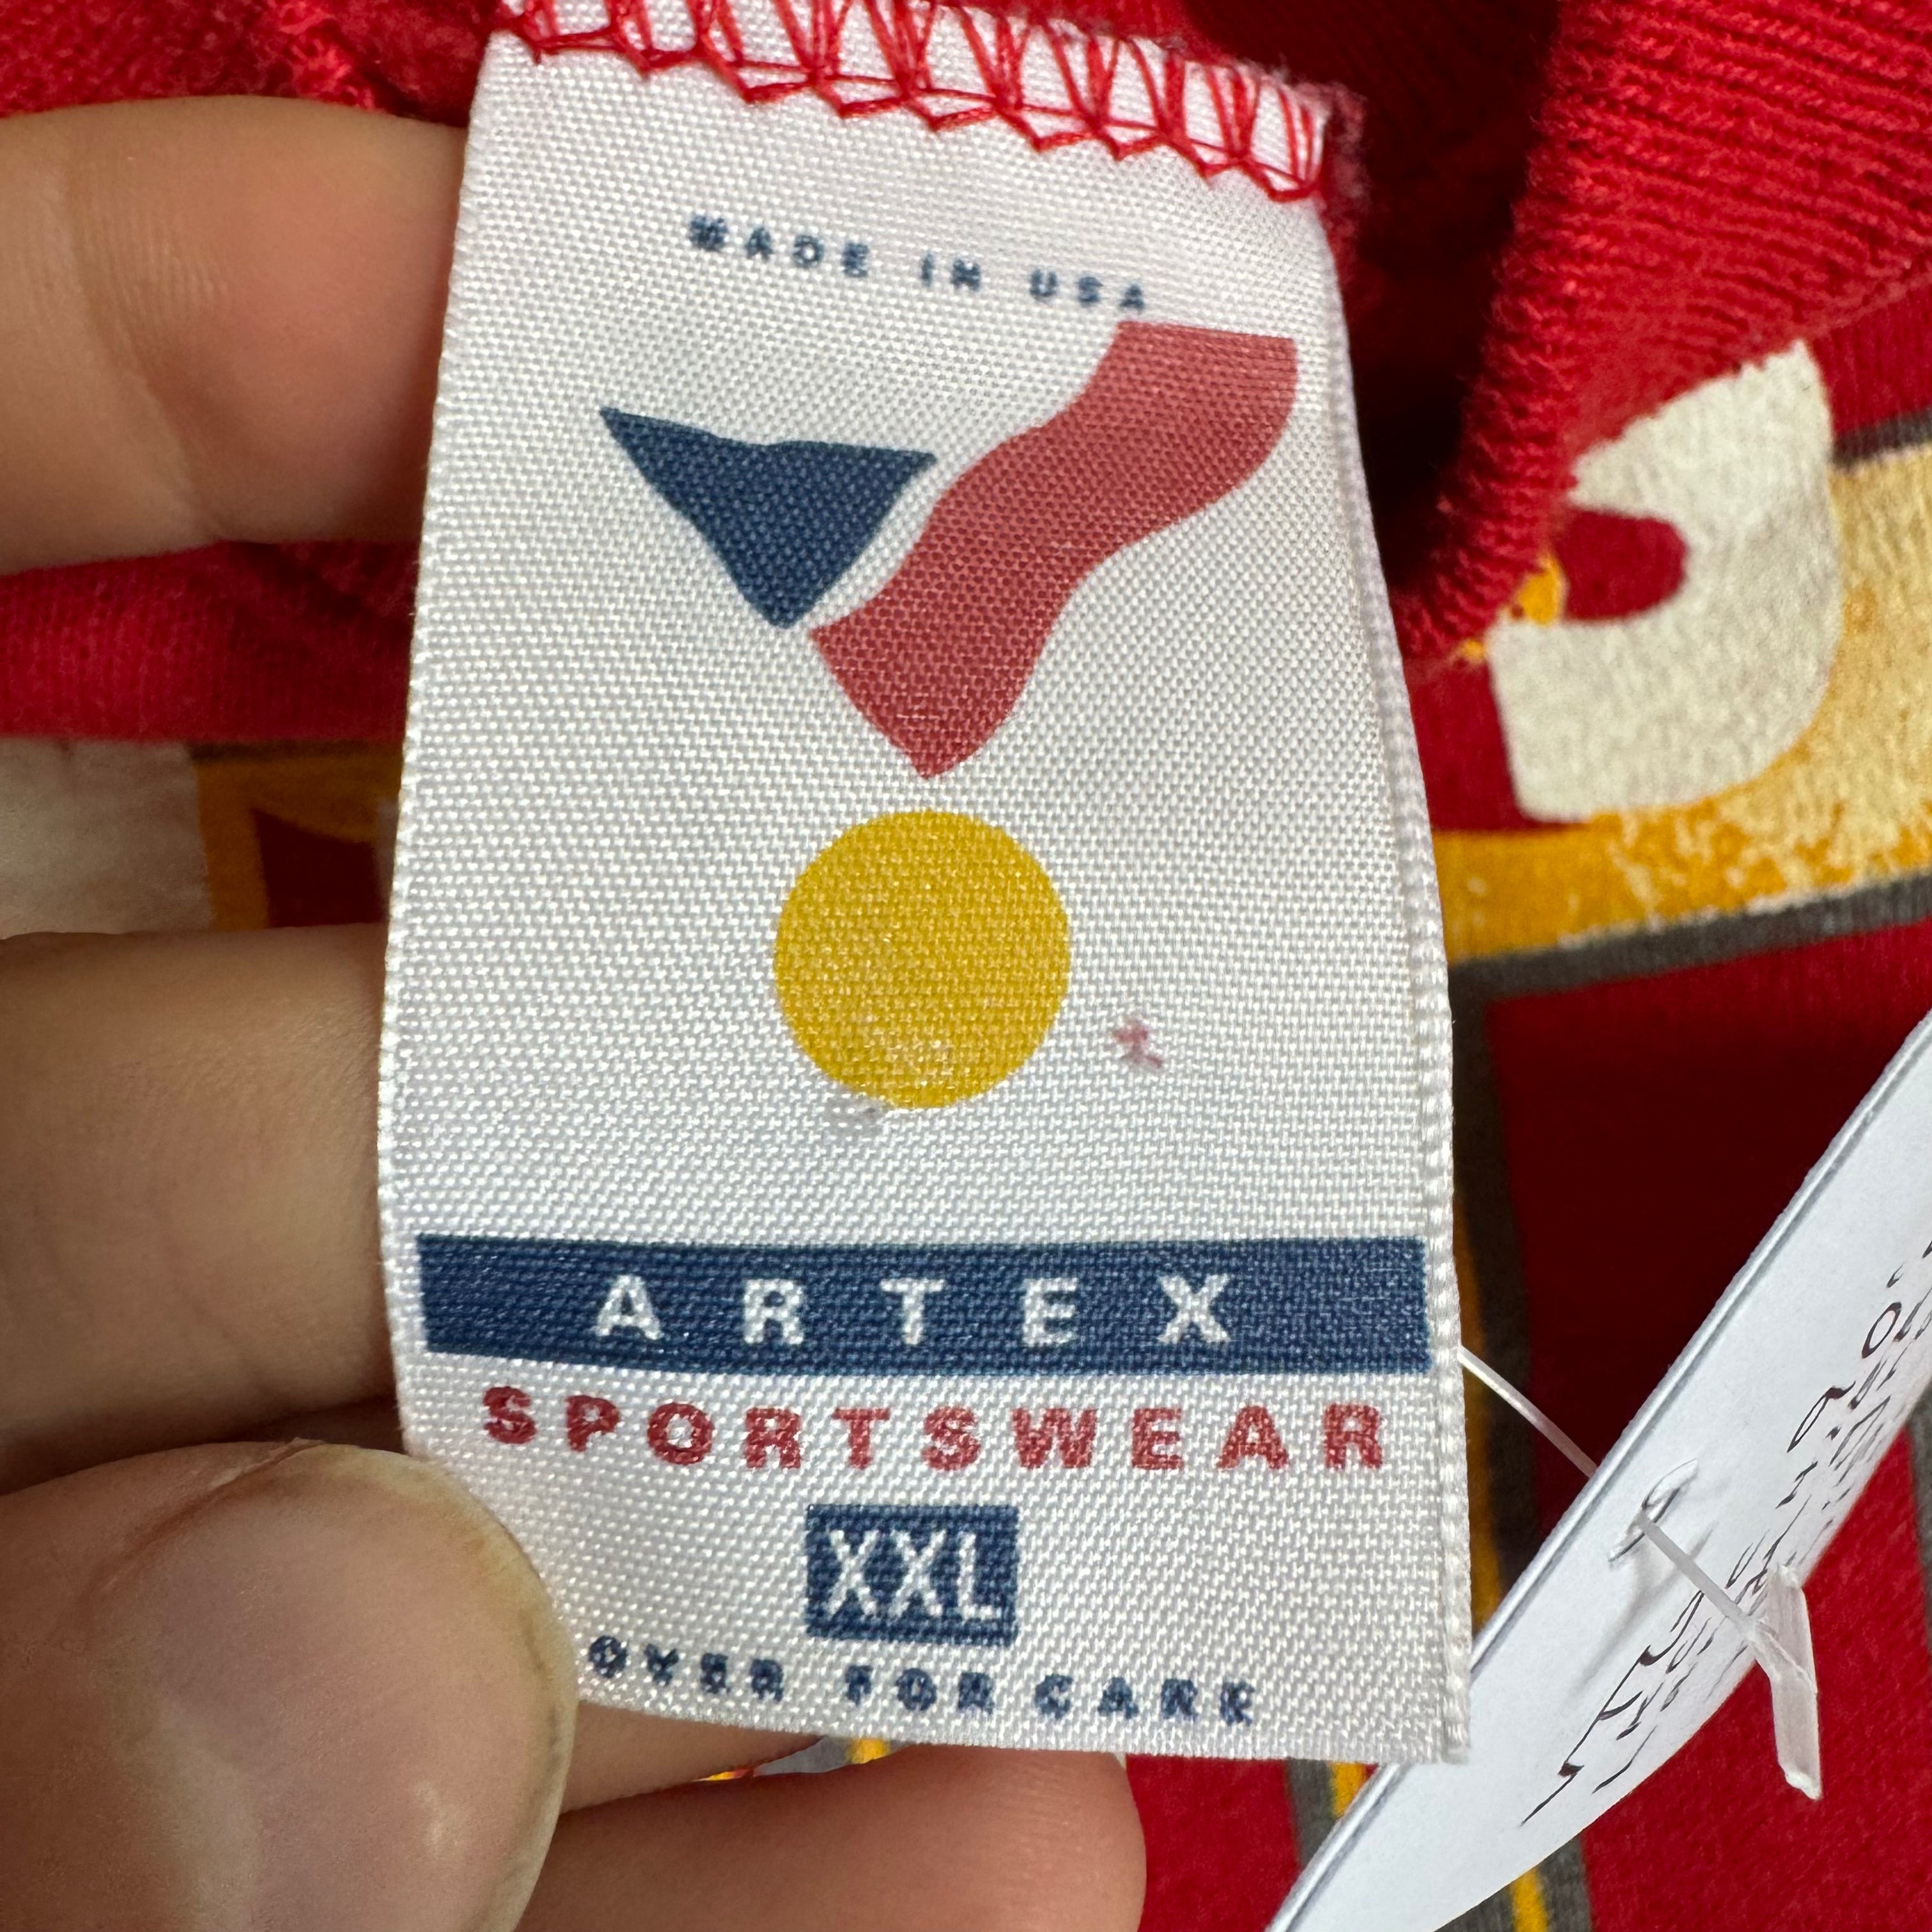 MADE IN USA
ARTEX
SPORTSWEAR
XXL
OVER FOR CARE